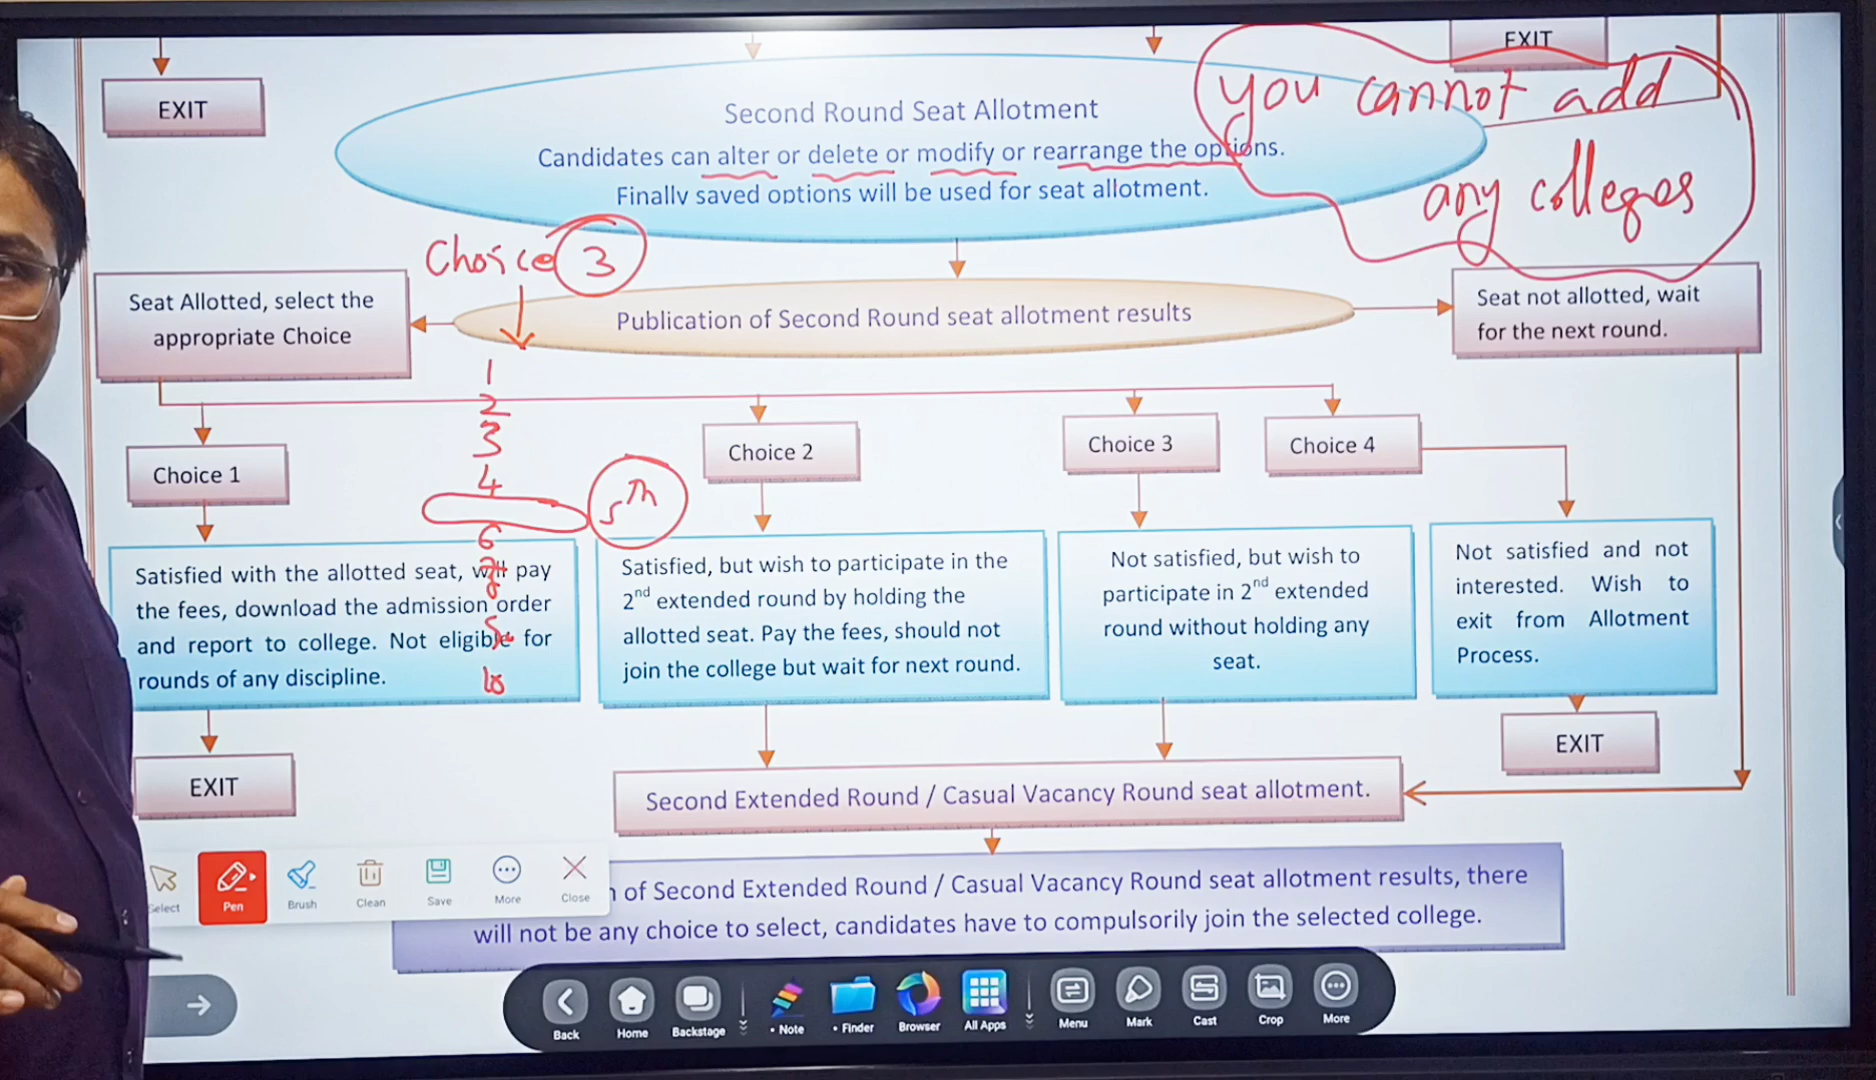 EXIT
EXIT
Second Round Seat Allotment
Candidates can alter or delete or modify or rearrange the options.
Finally saved options will be used for seat allotment.
you cannot add
any colleges
Choice 3
Seat Allotted, select the
appropriate Choice
Publication of Second Round seat allotment results
Seat not allotted, wait
for the next round.
1
2
3
4
5th
6
Choice 1
Choice 2
Choice 3
Choice 4
Satisfied with the allotted seat, will pay
the fees, download the admission order
and report to college. Not eligible for
rounds of any discipline.
Satisfied, but wish to participate in the
2nd extended round by holding the
allotted seat. Pay the fees, should not
join the college but wait for next round.
Not satisfied, but wish to
participate in 2nd extended
round without holding any
seat.
Not satisfied and not
interested. Wish to
exit from Allotment
Process.
EXIT
EXIT
Second Extended Round / Casual Vacancy Round seat allotment.
of Second Extended Round / Casual Vacancy Round seat allotment results, there
will not be any choice to select, candidates have to compulsorily join the selected college.
Select
Pen
Brush
Clean
Save
More
Close
Back
Home
Backstage
• Note
• Finder
Browser
All Apps
Menu
Mark
Cast
Crop
More